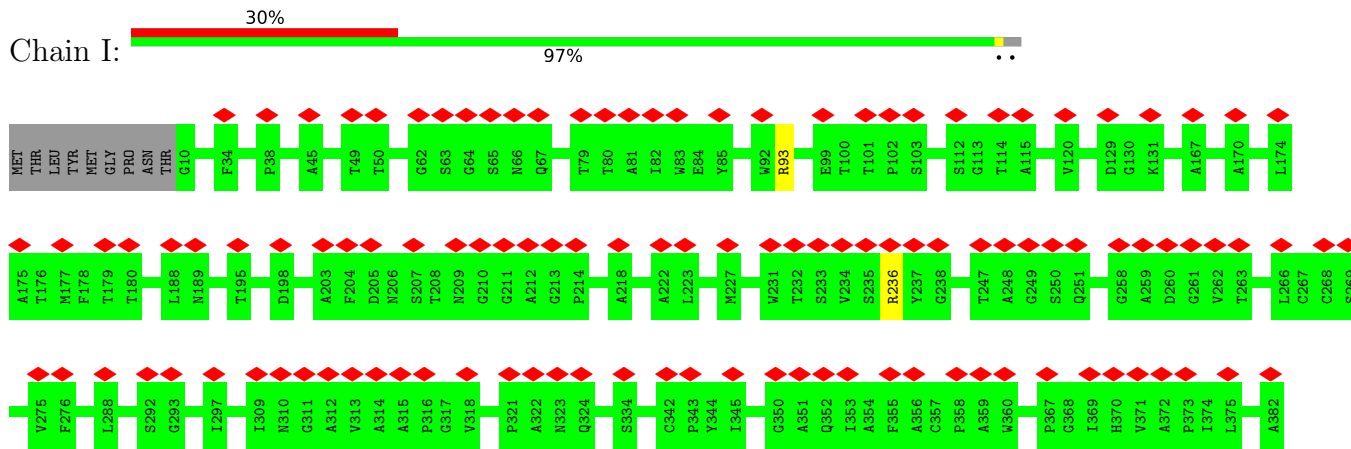 30%
Chain I:
97%
• •
MET THR LEU TYR MET GLY PRO ASN THR G10 F34 P38 A45 T49 T50 G62 S63 G64 S65 N66 Q67 T79 T80 A81 I82 W83 E84 Y85 W92 R93 E99 T100 T101 P102 S103 S112 G113 T114 A115 V120 D129 G130 K131 A167 A170 L174
A175 T176 M177 F178 T179 T180 L188 N189 T195 D198 A203 F204 D205 N206 S207 T208 N209 G210 G211 A212 G213 P214 A218 A222 L223 M227 W231 T232 S233 V234 S235 R236 Y237 G238 T247 A248 G249 S250 Q251 G258 A259 D260 G261 V262 T263 L266 C267 C268 S269
V275 F276 L288 S292 G293 I297 I309 N310 G311 A312 V313 A314 A315 P316 G317 V318 P321 A322 N323 Q324 S334 C342 P343 Y344 I345 G350 A351 Q352 I353 A354 F355 A356 C357 P358 A359 W360 P367 G368 I369 H370 V371 A372 P373 I374 L375 A382